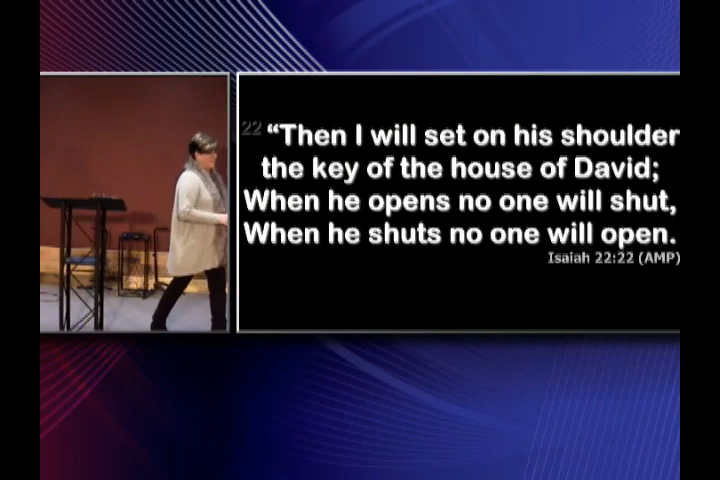 22 “Then I will set on his shoulder
the key of the house of David;
When he opens no one will shut,
When he shuts no one will open.
Isaiah 22:22 (AMP)